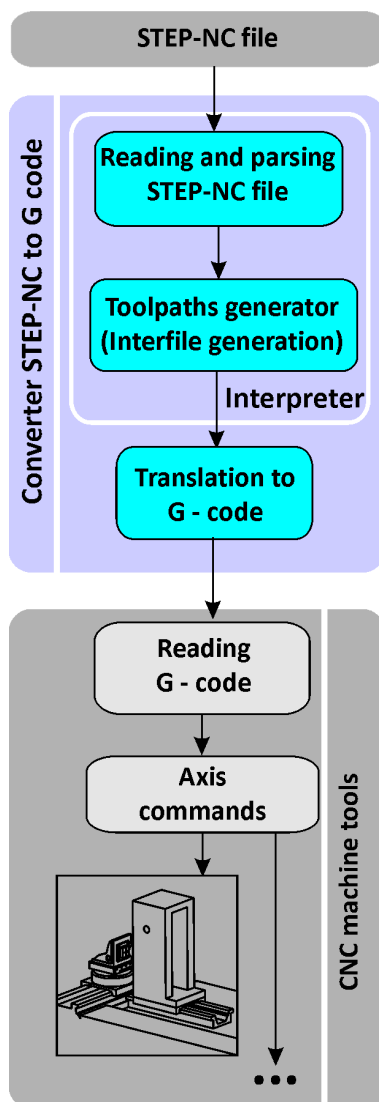 STEP-NC file
Converter STEP-NC to G code
Reading and parsing
STEP-NC file
Toolpaths generator
(Interfile generation)
Interpreter
Translation to
G - code
Reading
G - code
Axis
commands
CNC machine tools
...